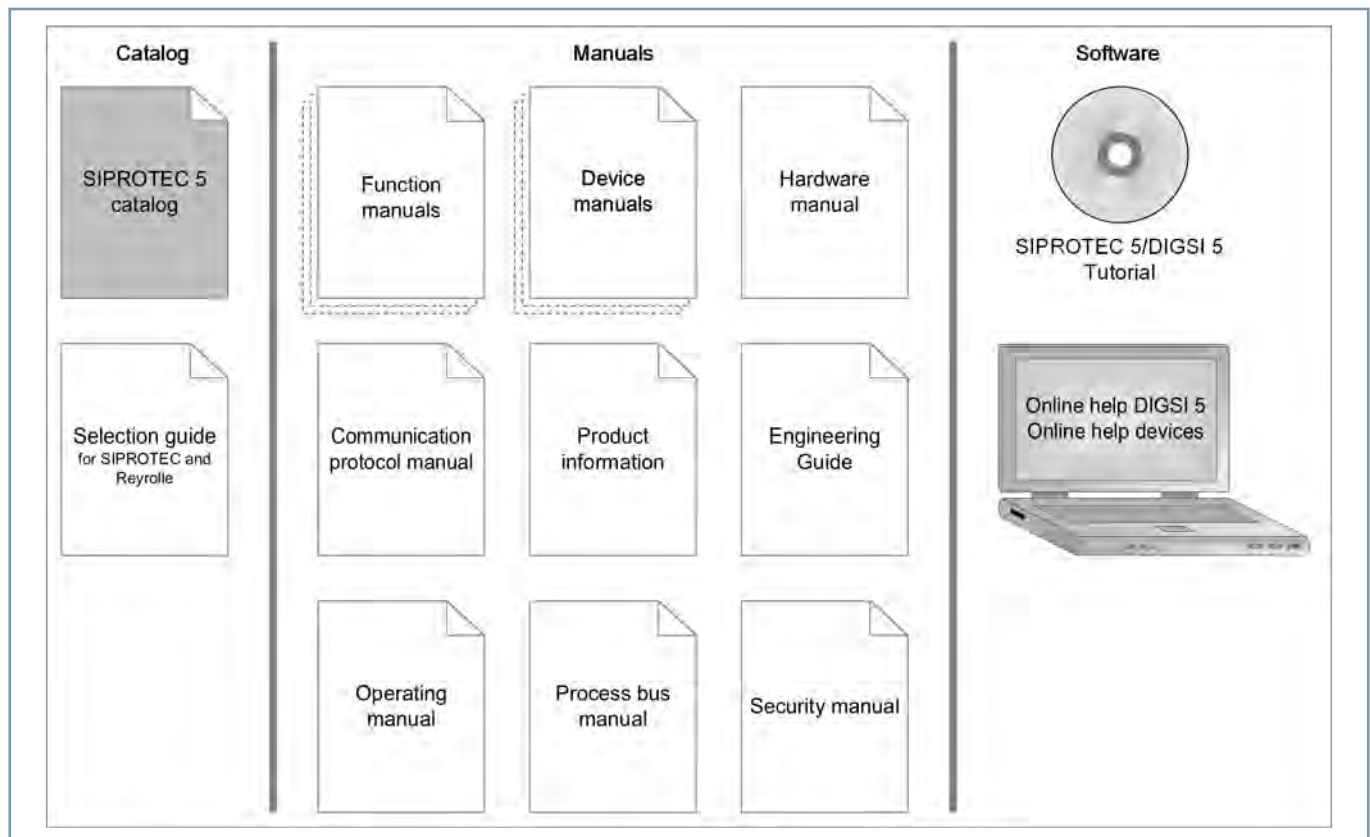 Catalog
Manuals
Software
SIPROTEC 5
catalog
Function
manuals
Device
manuals
Hardware
manual
SIPROTEC 5/DIGSI 5
Tutorial
Selection guide
for SIPROTEC and
Reyrolle
Communication
protocol manual
Product
information
Engineering
Guide
Online help DIGSI 5
Online help devices
Operating
manual
Process bus
manual
Security manual